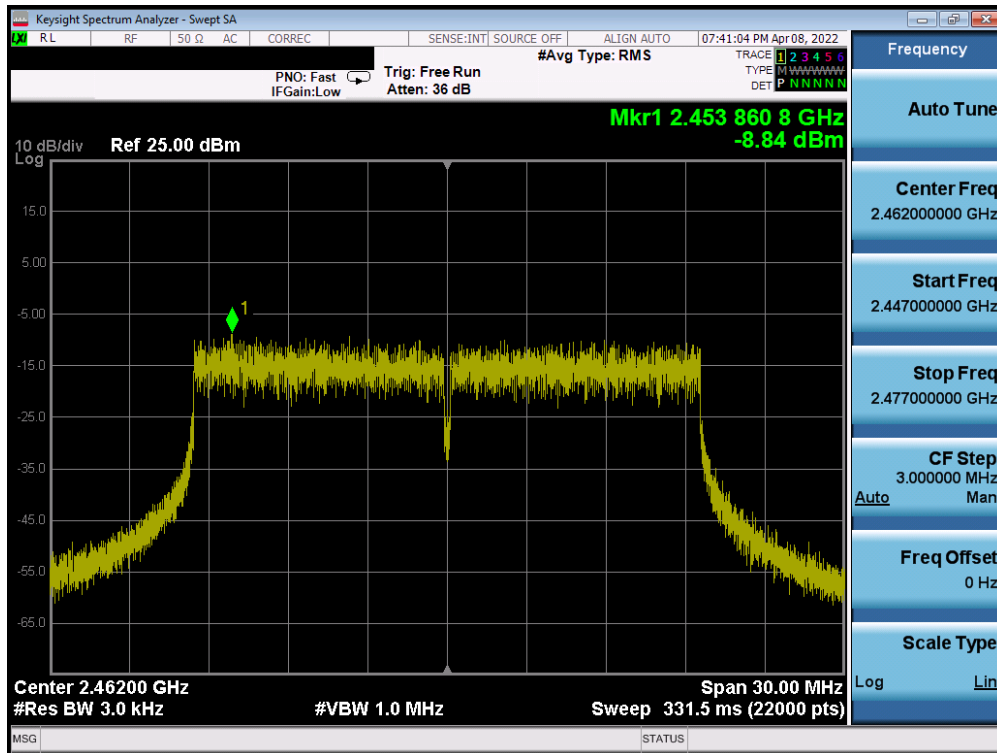 Keysight Spectrum Analyzer - Swept SA
LXI RL RF 50 Ω AC CORREC SENSE:INT SOURCE OFF ALIGN AUTO 07:41:04 PM Apr 08, 2022
#Avg Type: RMS
TRACE 1 2 3 4 5 6
PNO: Fast Trig: Free Run
TYPE M W W W W W
IFGain:Low Atten: 36 dB
DET P N N N N N
Mkr1 2.453 860 8 GHz
-8.84 dBm
10 dB/div Ref 25.00 dBm
Log
15.0
5.00
-5.00
1
-15.0
-25.0
-35.0
-45.0
-55.0
-65.0
Center 2.46200 GHz Span 30.00 MHz
#Res BW 3.0 kHz #VBW 1.0 MHz Sweep 331.5 ms (22000 pts)
MSG STATUS
Frequency
Auto Tune
Center Freq
2.462000000 GHz
Start Freq
2.447000000 GHz
Stop Freq
2.477000000 GHz
CF Step
3.000000 MHz
Auto Man
Freq Offset
0 Hz
Scale Type
Log Lin